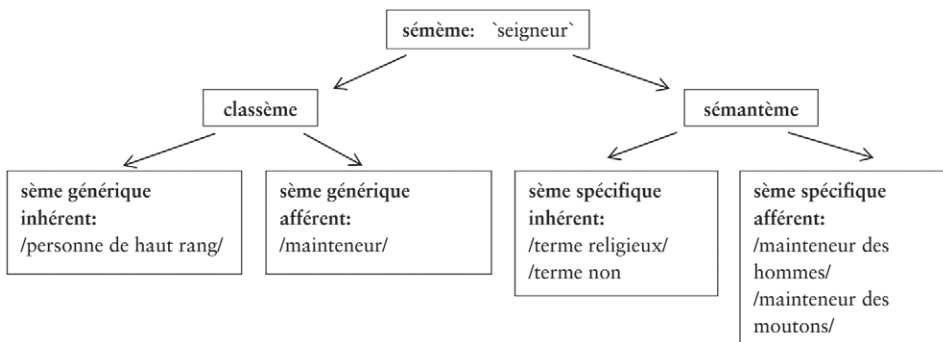 sémème: `seigneur`
classème
sémantème
sème générique
inhérent:
/personne de haut rang/
sème générique
afférent:
/mainteneur/
sème spécifique
inhérent:
/terme religieux/
/terme non
sème spécifique
afférent:
/mainteneur des
hommes/
/mainteneur des
moutons/